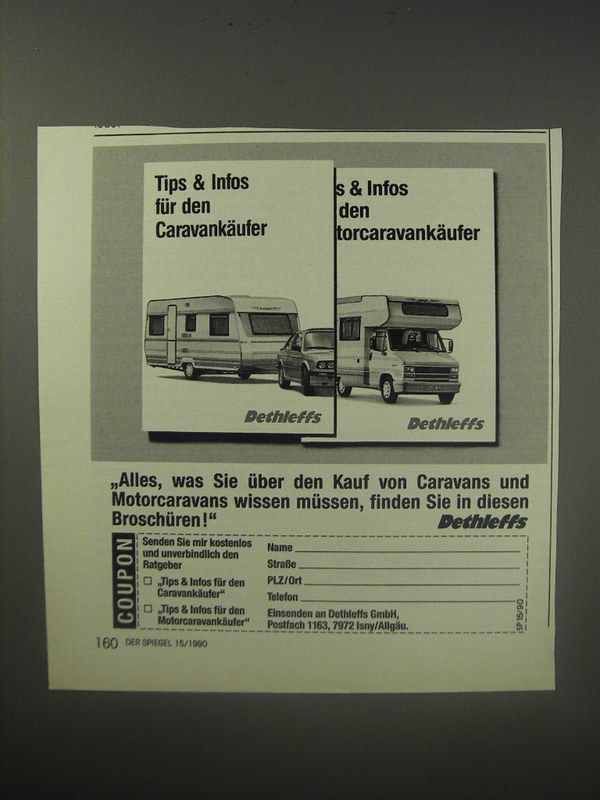 Tips & Infos
für den
Caravankäufer
Dethleffs
s & Infos
den
torcaravankäufer
Dethleffs
„Alles, was Sie über den Kauf von Caravans und
Motorcaravans wissen müssen, finden Sie in diesen
Broschüren!“
Dethleffs
COUPON
Senden Sie mir kostenlos
und unverbindlich den
Ratgeber
☐ „Tips & Infos für den
Caravankäufer“
☐ „Tips & Infos für den
Motorcaravankäufer“
Name
Straße
PLZ/Ort
Telefon
Einsenden an Dethleffs GmbH,
Postfach 1163, 7972 Isny/Allgäu.
SP 15/90
160 DER SPIEGEL 15/1990